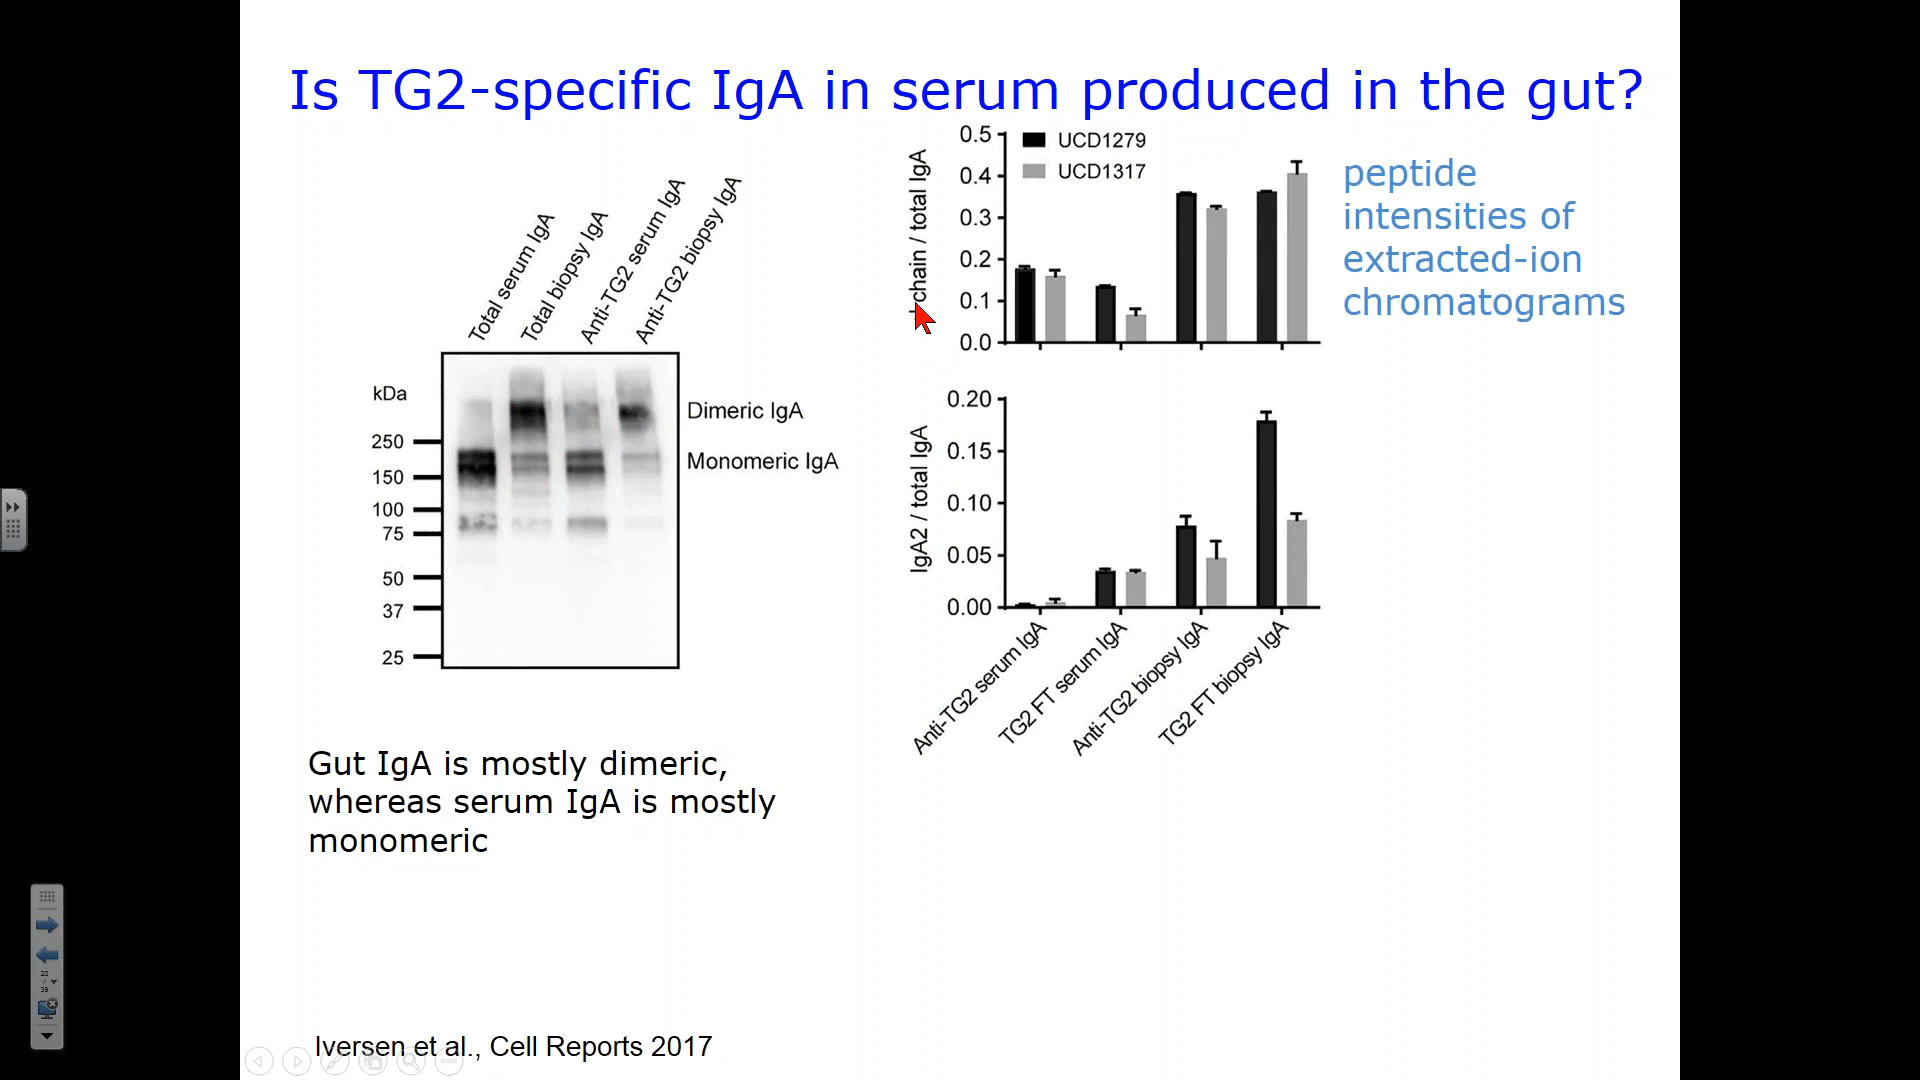 Is TG2-specific IgA in serum produced in the gut?
Total serum IgA
Total biopsy IgA
Anti-TG2 serum IgA
Anti-TG2 biopsy IgA
kDa
250
150
100
75
50
37
25
Dimeric IgA
Monomeric IgA
Gut IgA is mostly dimeric,
whereas serum IgA is mostly
monomeric
chain / total IgA
0.5
0.4
0.3
0.2
0.1
0.0
UCD1279
UCD1317
peptide
intensities of
extracted-ion
chromatograms
IgA2 / total IgA
0.20
0.15
0.10
0.05
0.00
Anti-TG2 serum IgA
TG2 FT serum IgA
Anti-TG2 biopsy IgA
TG2 FT biopsy IgA
20
/
39
Iversen et al., Cell Reports 2017